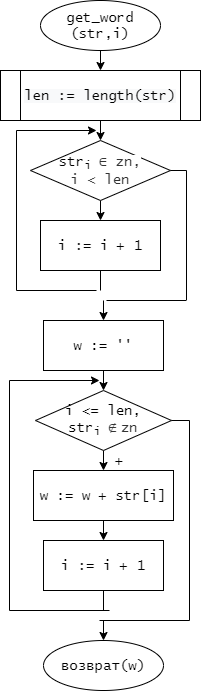 get_word
(str,i)
len := length(str)
strᵢ ∈ zn,
i < len
i := i + 1
w := ''
i <= len,
strᵢ ∉ zn
+
w := w + str[i]
i := i + 1
возврат(w)